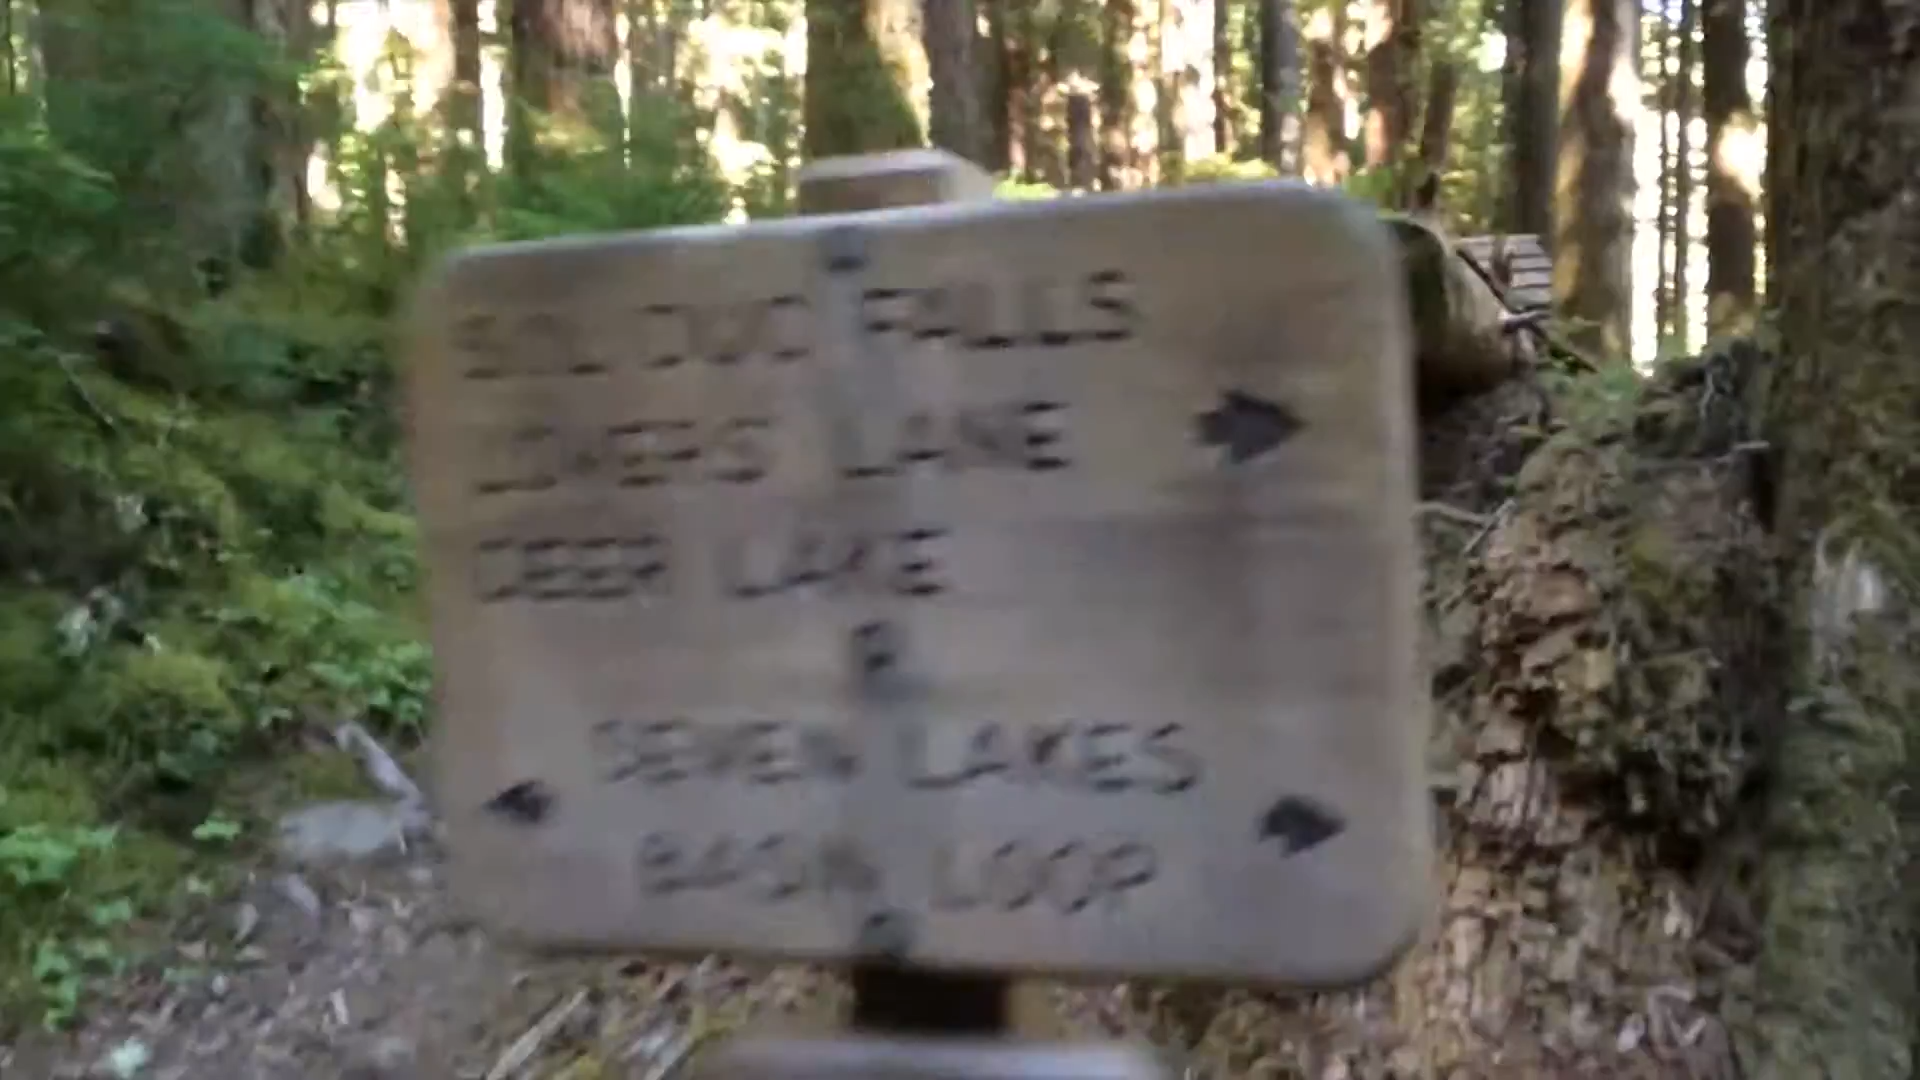 SOL DUC FALLS
LOVERS LANE
DEER LAKE
SEVEN LAKES
BASIN LOOP